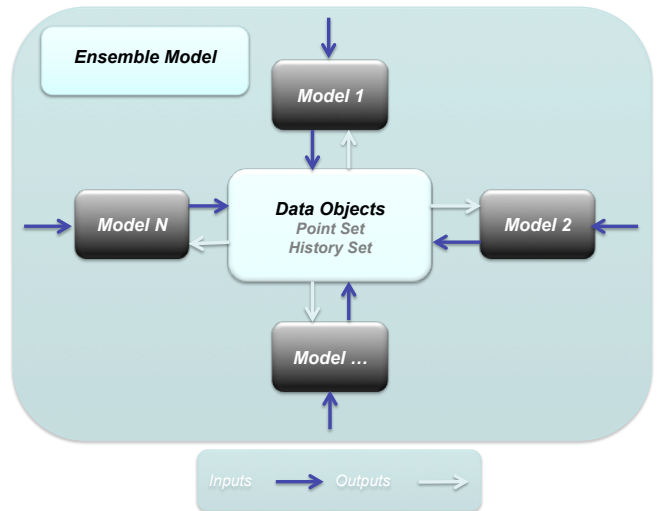 Ensemble Model
Model 1
Model N
Data Objects
Point Set
History Set
Model 2
Model …
Inputs
Outputs